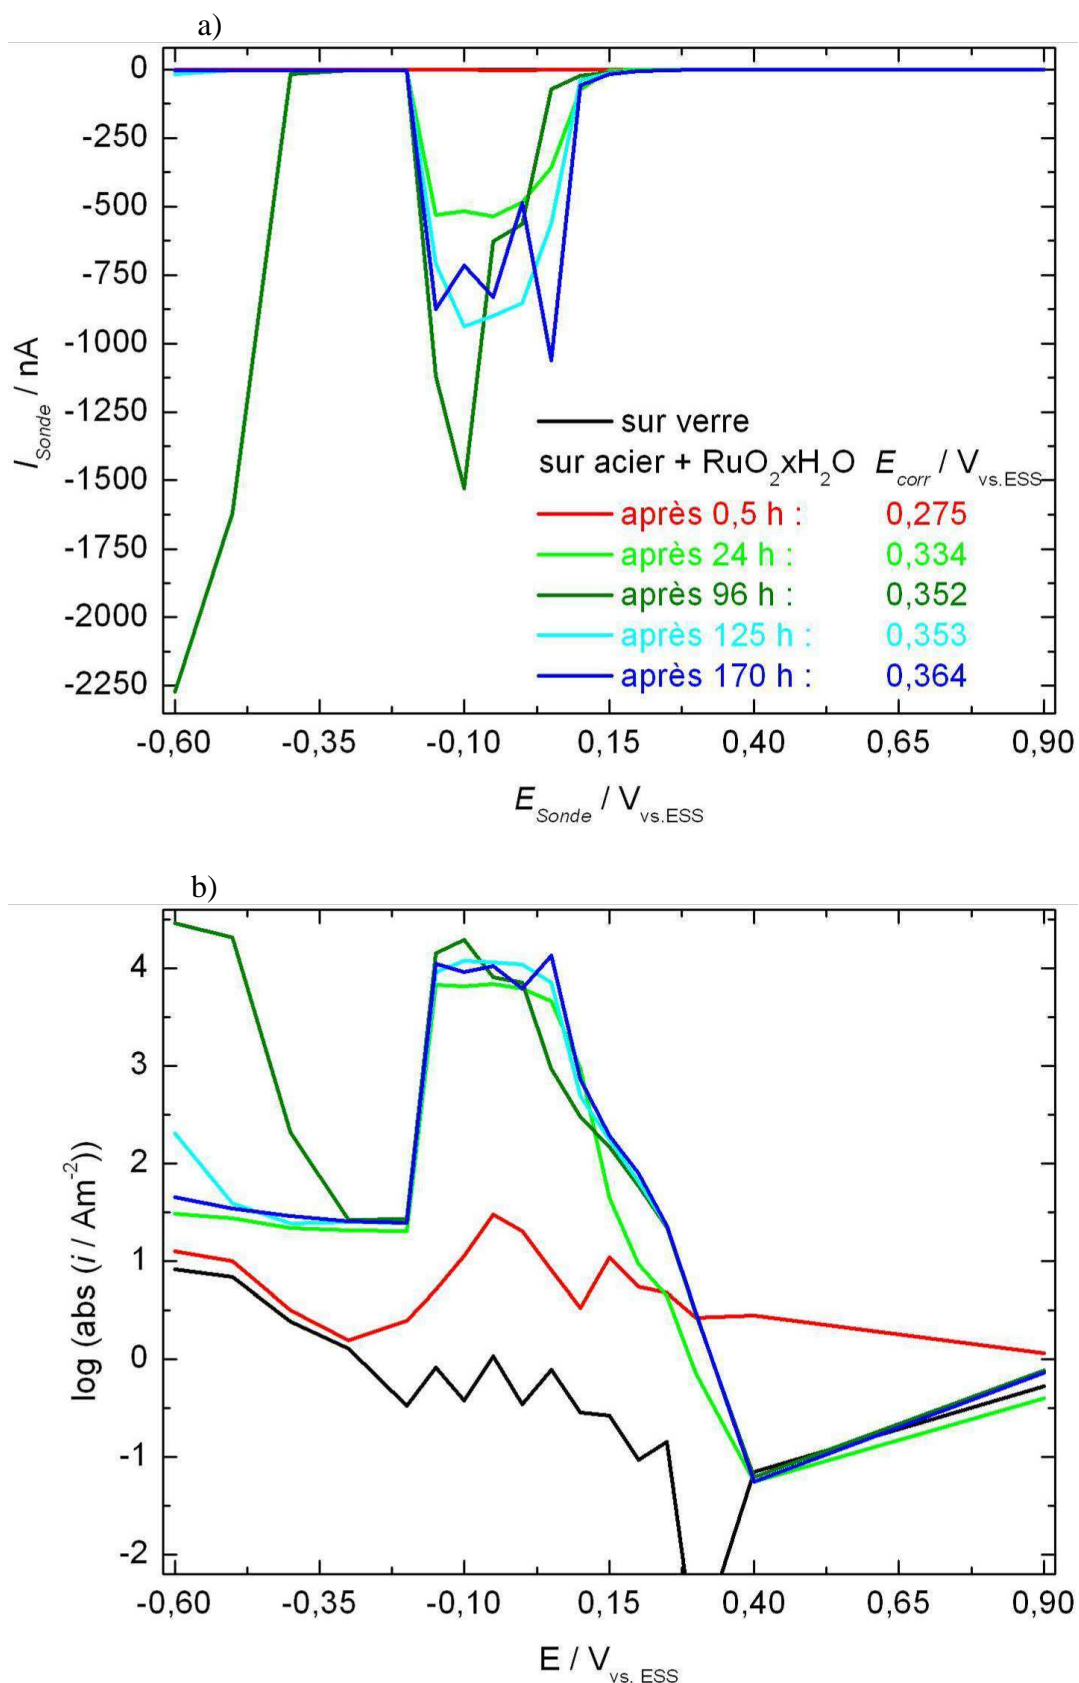 a)
0
-250
-500
-750
-1000
-1250
-1500
-1750
-2000
-2250
I_Sonde / nA
sur verre
sur acier + RuO₂xH₂O E_corr / V_vs.ESS
après 0,5 h : 0,275
après 24 h : 0,334
après 96 h : 0,352
après 125 h : 0,353
après 170 h : 0,364
-0,60 -0,35 -0,10 0,15 0,40 0,65 0,90
E_Sonde / V_vs.ESS
b)
4
3
2
1
0
-1
-2
log (abs (i / Am⁻²))
-0,60 -0,35 -0,10 0,15 0,40 0,65 0,90
E / V_vs. ESS